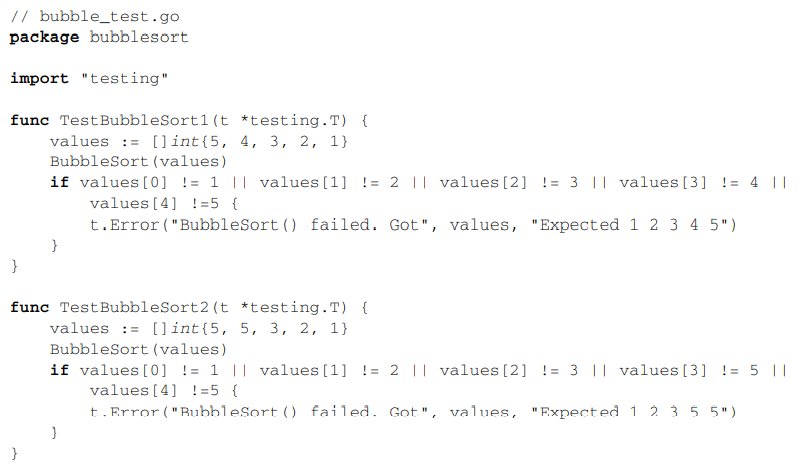 // bubble_test.go
package bubblesort
import "testing"
func TestBubbleSort1(t *testing.T) {
values := []int{5, 4, 3, 2, 1}
BubbleSort(values)
if values[0] != 1 || values[1] != 2 || values[2] != 3 || values[3] != 4 ||
values[4] !=5 {
t.Error("BubbleSort() failed. Got", values, "Expected 1 2 3 4 5")
}
}
func TestBubbleSort2(t *testing.T) {
values := []int{5, 5, 3, 2, 1}
BubbleSort(values)
if values[0] != 1 || values[1] != 2 || values[2] != 3 || values[3] != 5 ||
values[4] !=5 {
t.Error("BubbleSort() failed. Got", values, "Expected 1 2 3 5 5")
}
}